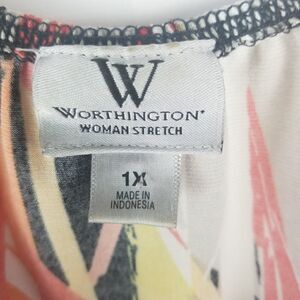 W
WORTHINGTON®
WOMAN STRETCH
1X
MADE IN
INDONESIA